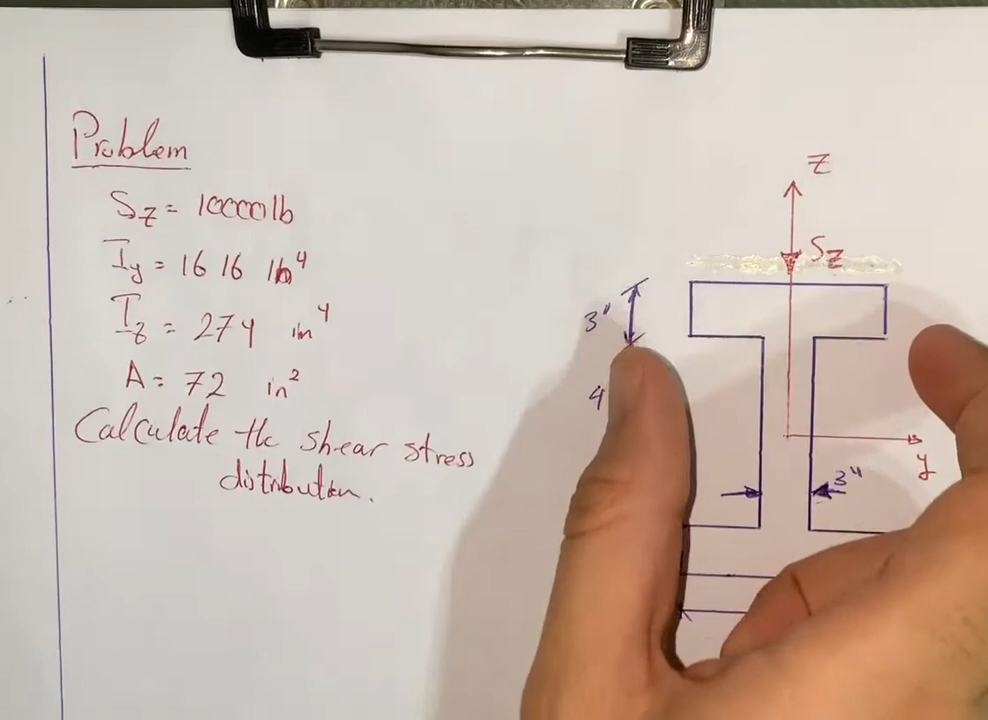 Problem
Sz = 10000 lb
Iy = 1616 lb⁴
Iz = 274 in⁴
A = 72 in²
Calculate the shear stress
distribution.
z
Sz
3"
4
y
3"